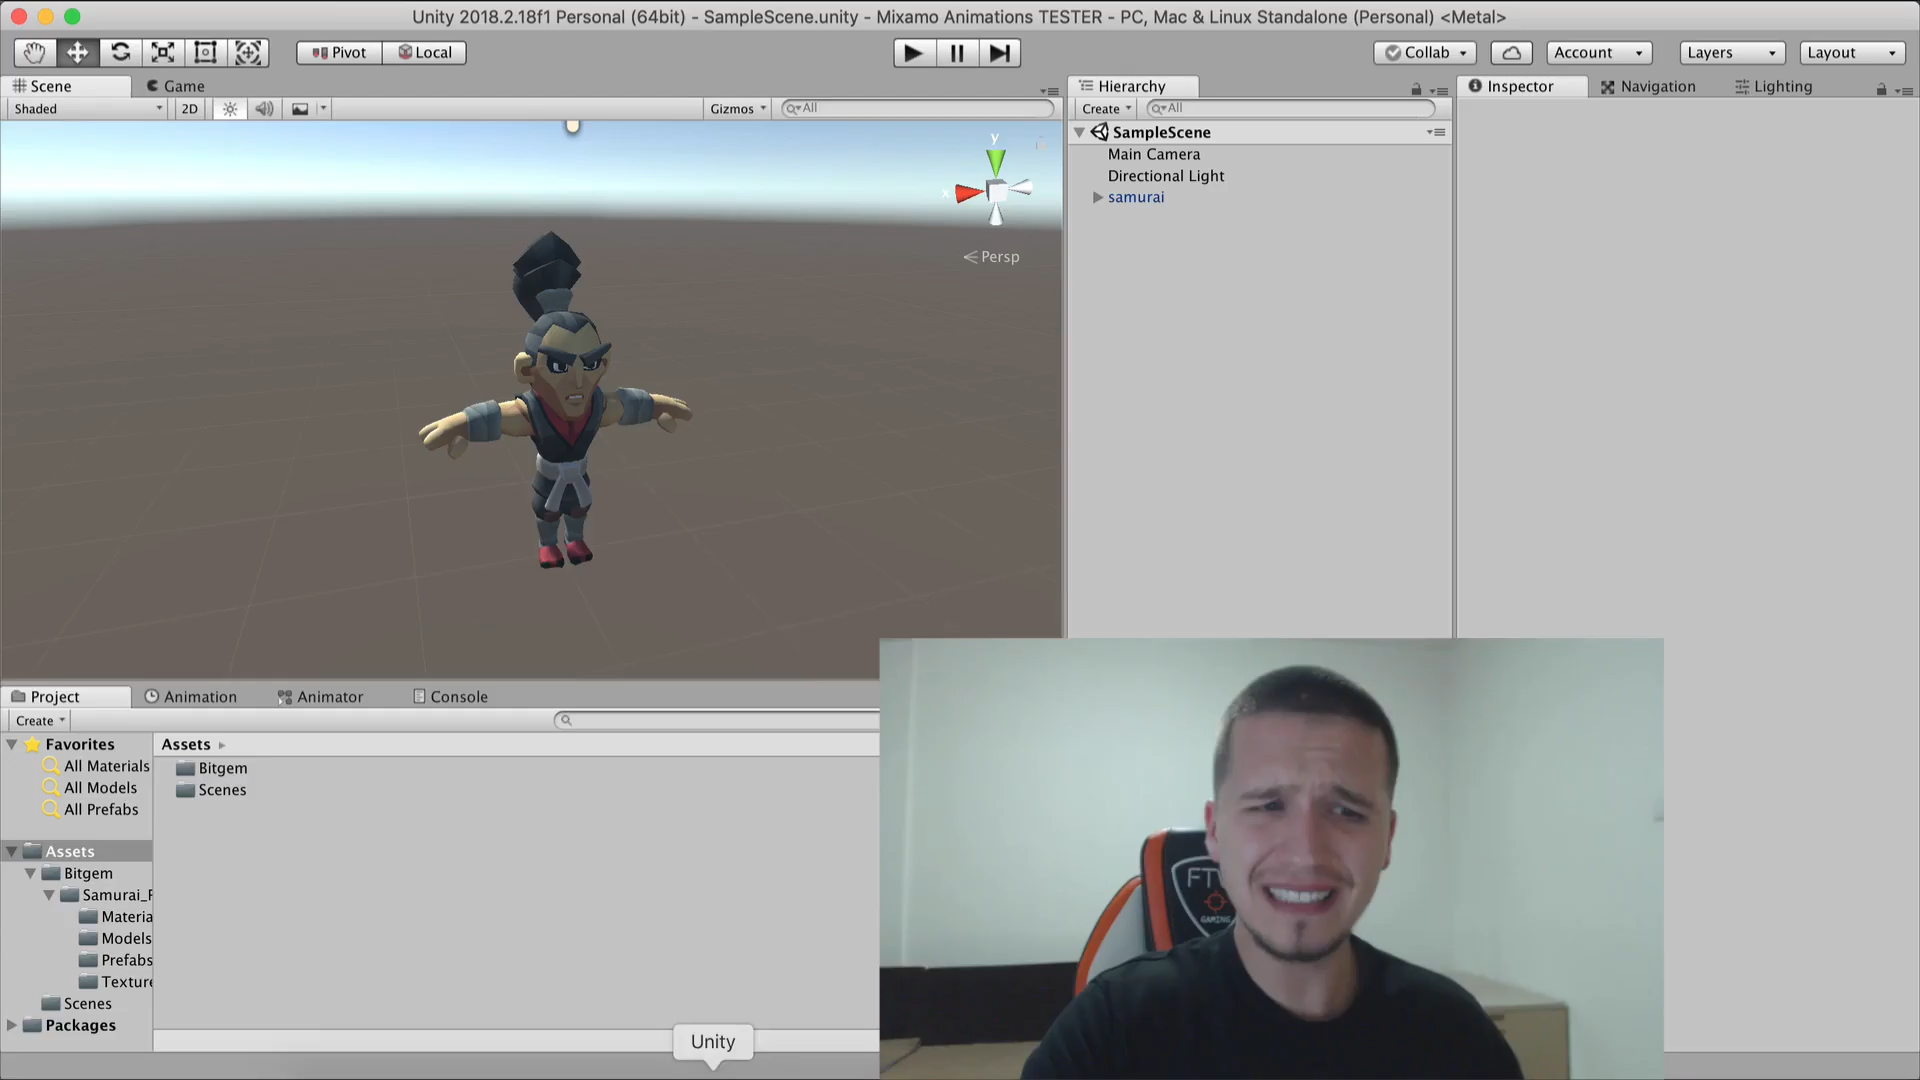 Unity 2018.2.18f1 Personal (64bit) - SampleScene.unity - Mixamo Animations TESTER - PC, Mac & Linux Standalone (Personal) <Metal>
Pivot Local Collab Account Layers Layout
Scene Game
Shaded 2D Gizmos All
y
x
Persp
Hierarchy
Create All
SampleScene
Main Camera
Directional Light
samurai
Inspector Navigation Lighting
Project Animation Animator Console
Create
Favorites
All Materials
All Models
All Prefabs
Assets
Bitgem
Samurai_
Materia
Models
Prefabs
Texture
Scenes
Packages
Assets
Bitgem
Scenes
Unity
FT
GAMING